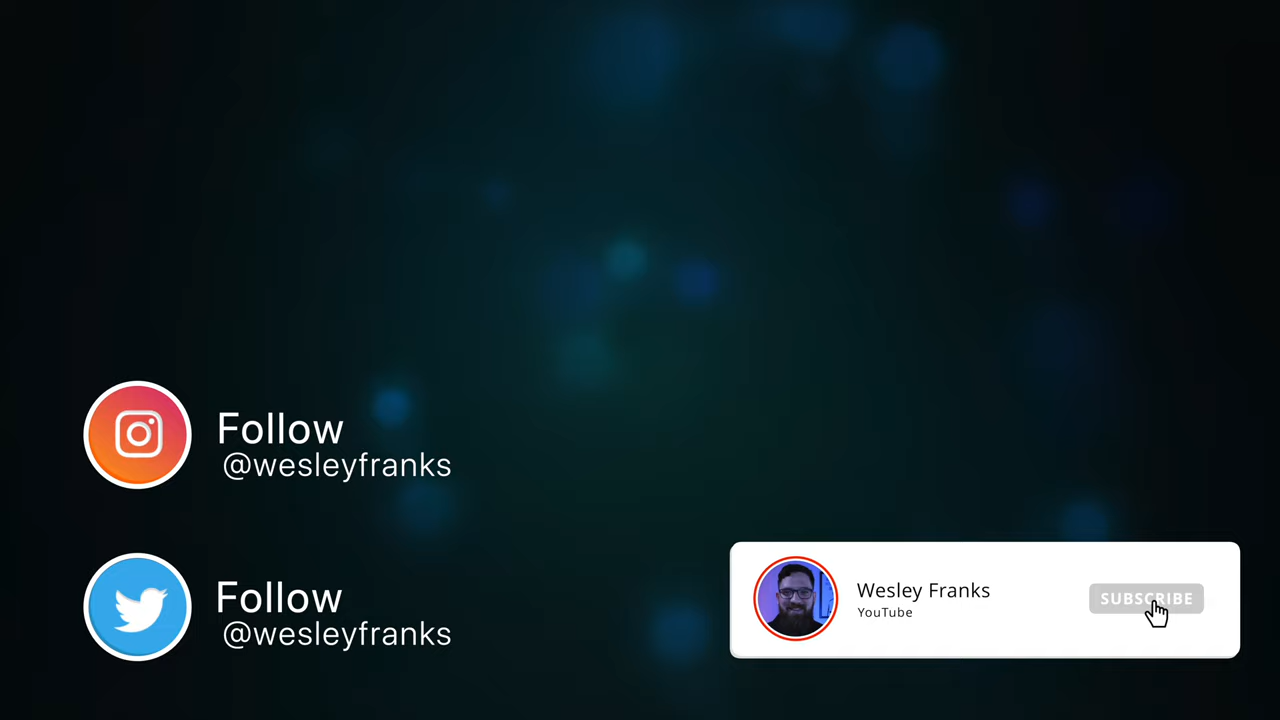 Follow
@wesleyfranks
Follow
@wesleyfranks
Wesley Franks
YouTube
SUBSCRIBE